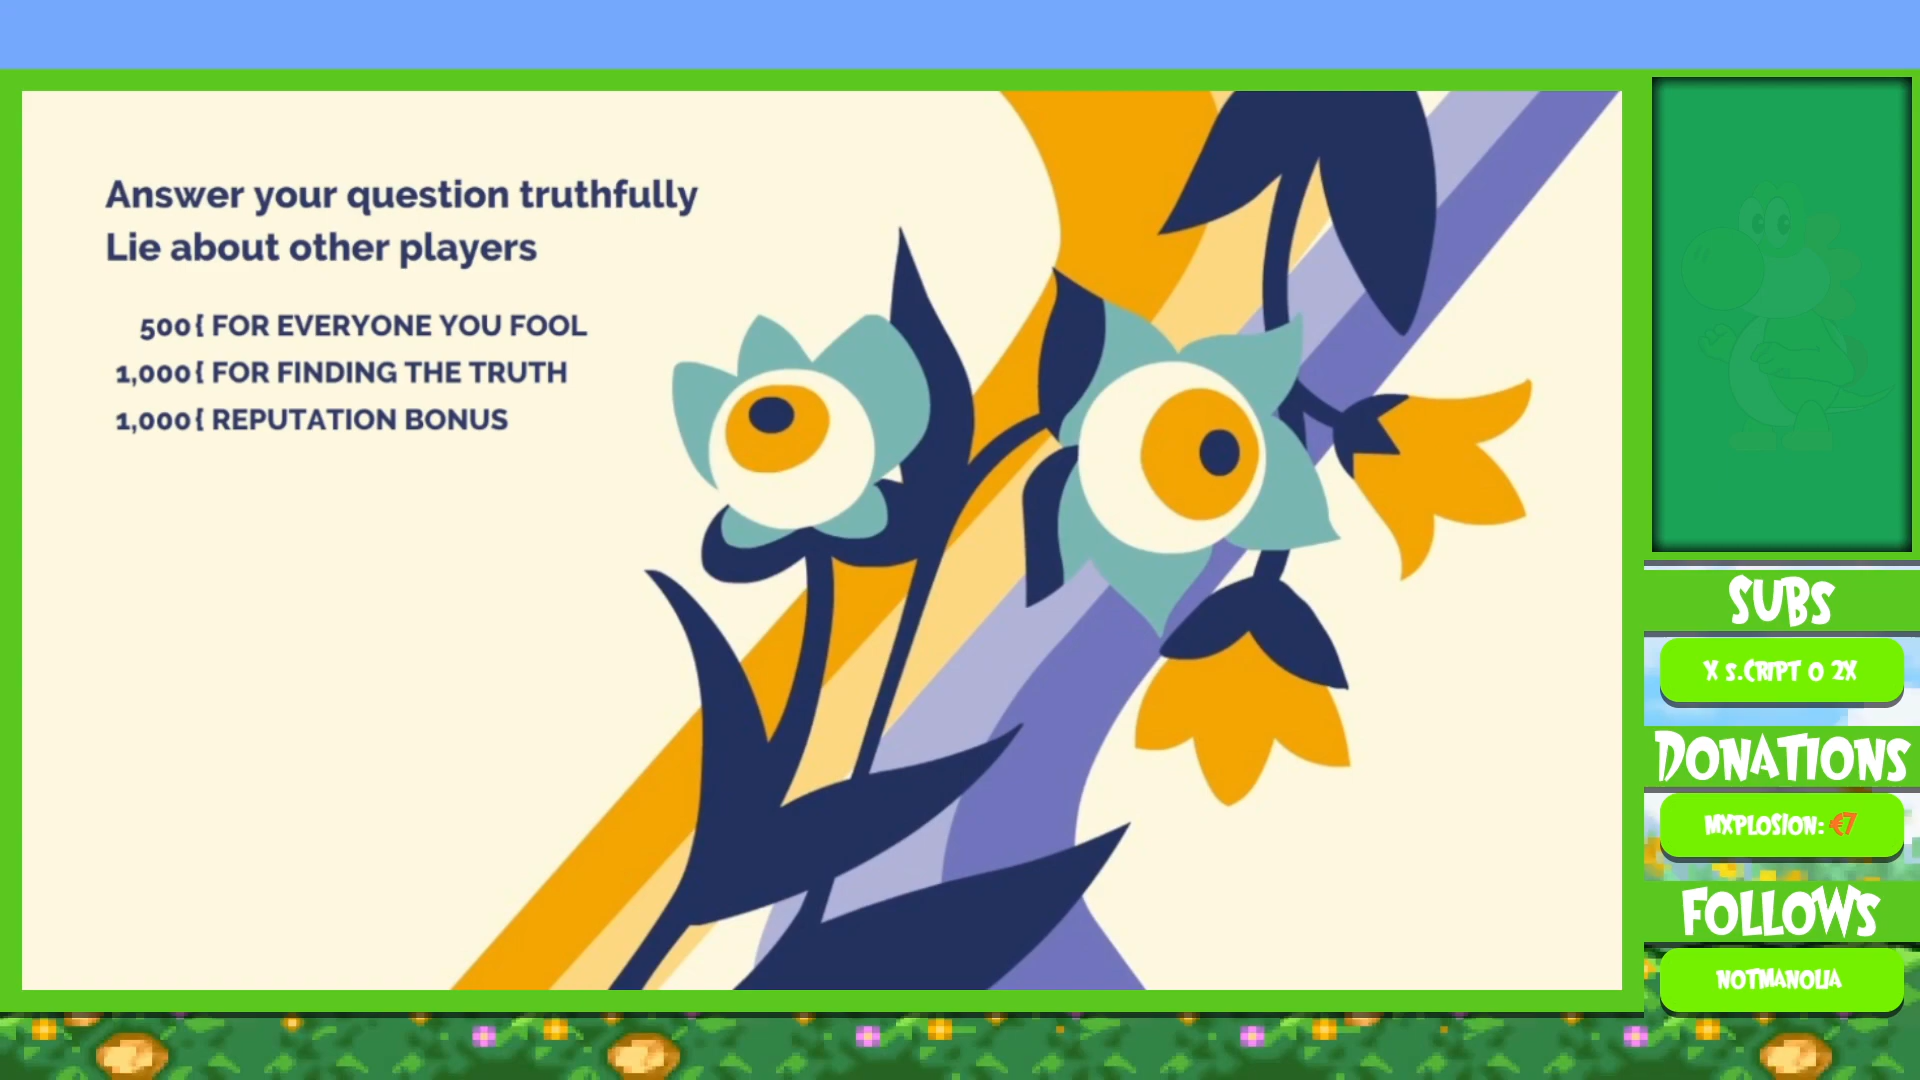 Answer your question truthfully
Lie about other players
500{ FOR EVERYONE YOU FOOL
1,000{ FOR FINDING THE TRUTH
1,000{ REPUTATION BONUS
SUBS
X S.CRIPT O 2X
DONATIONS
MXPLOSION: €7
FOLLOWS
NOTMANOLIA